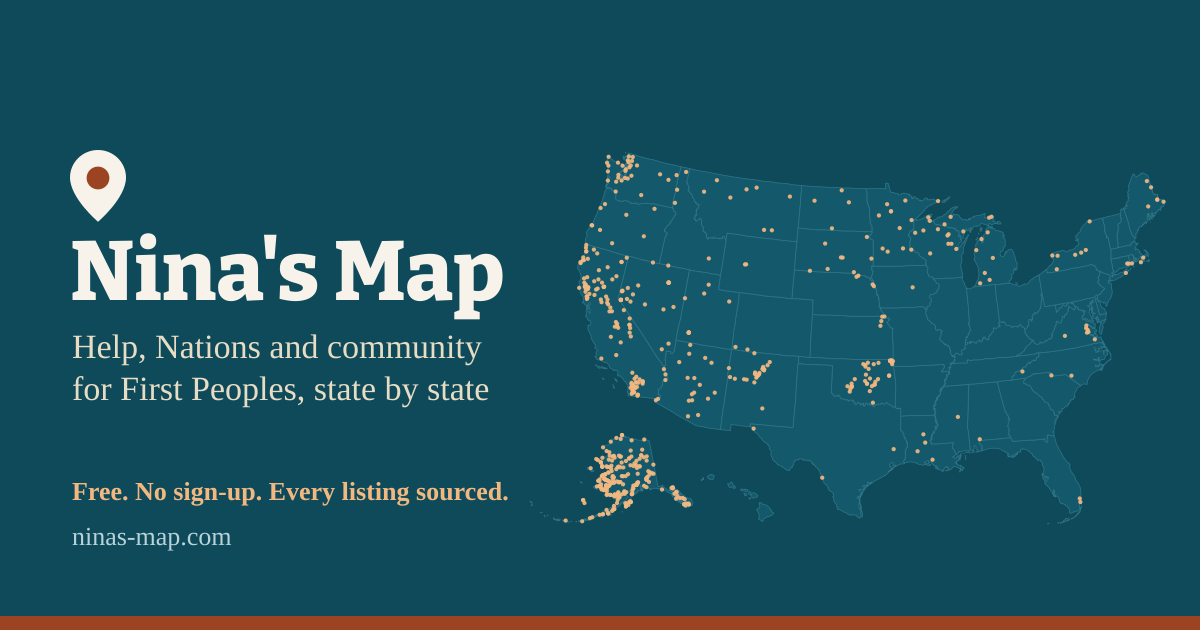 Nina's Map
Help, Nations and community
for First Peoples, state by state
Free. No sign-up. Every listing sourced.
ninas-map.com